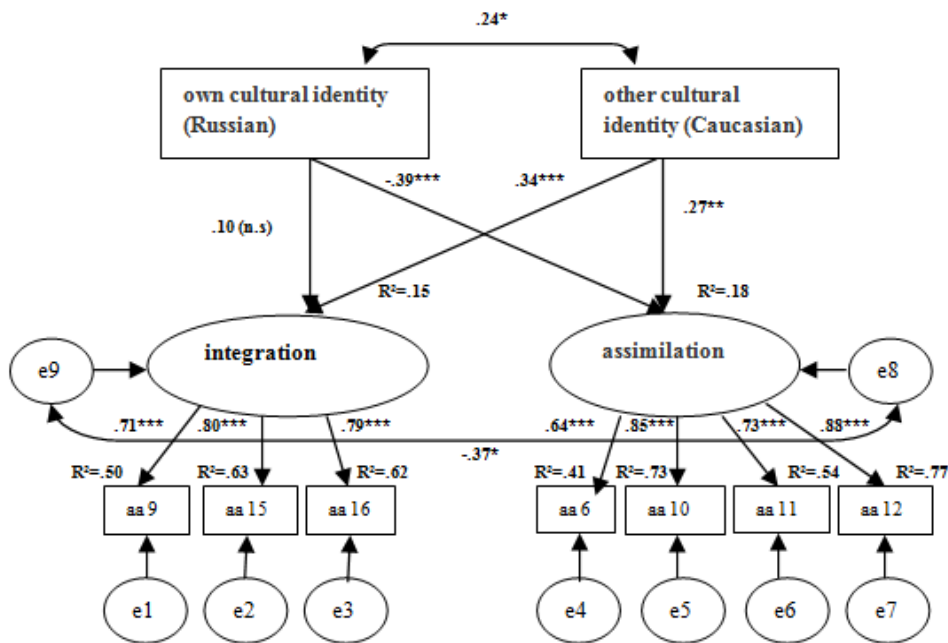 .24*
own cultural identity
(Russian)
other cultural
identity (Caucasian)
-.39***
.34***
.10 (n.s)
.27**
R²=.15
R²=.18
integration
assimilation
e9
e8
.71***
.80***
.79***
.64***
.85***
.73***
.88***
-.37*
R²=.50
R²=.63
R²=.62
R²=.41
R²=.73
R²=.54
R²=.77
aa 9
aa 15
aa 16
aa 6
aa 10
aa 11
aa 12
e1
e2
e3
e4
e5
e6
e7